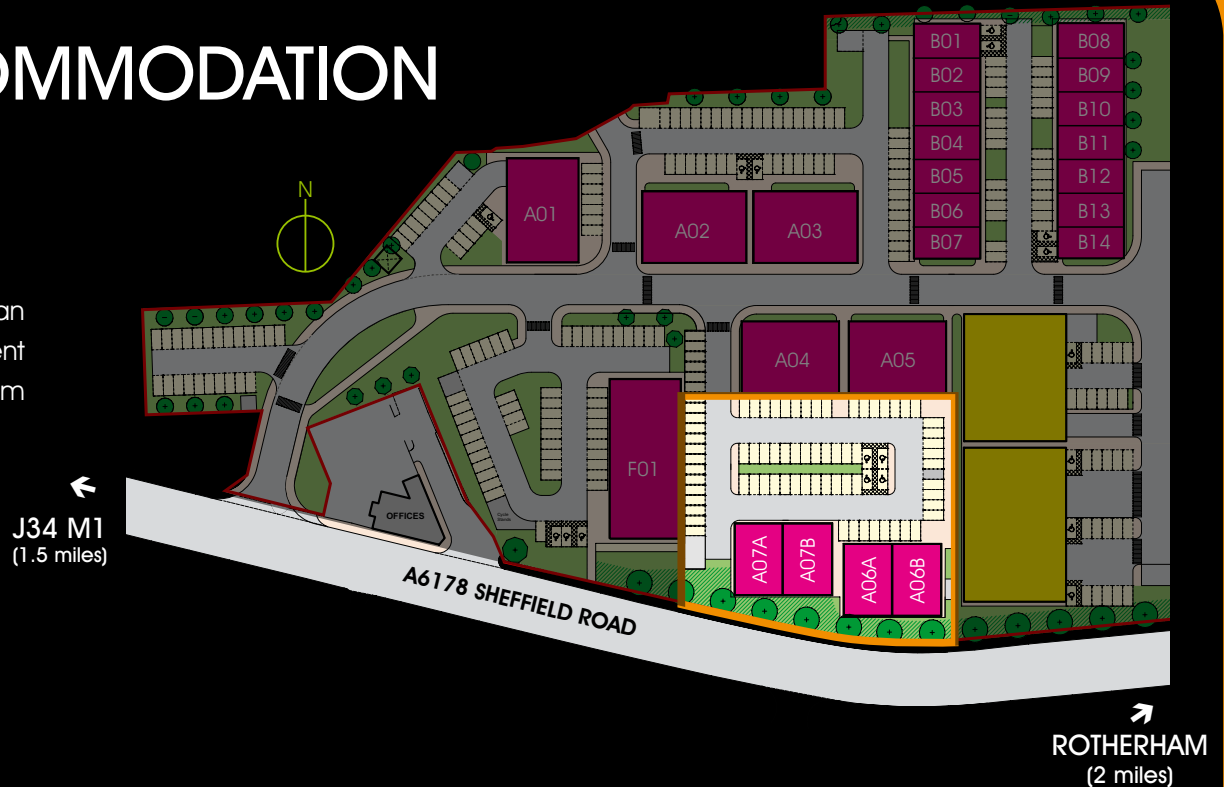 OMMODATION
an
ent
m
N
B01
B02
B03
B04
B05
B06
B07
B08
B09
B10
B11
B12
B13
B14
A01
A02
A03
A04
A05
F01
A07A
A07B
A06A
A06B
OFFICES
Cycle
Stands
J34 M1
(1.5 miles)
A6178 SHEFFIELD ROAD
ROTHERHAM
(2 miles)